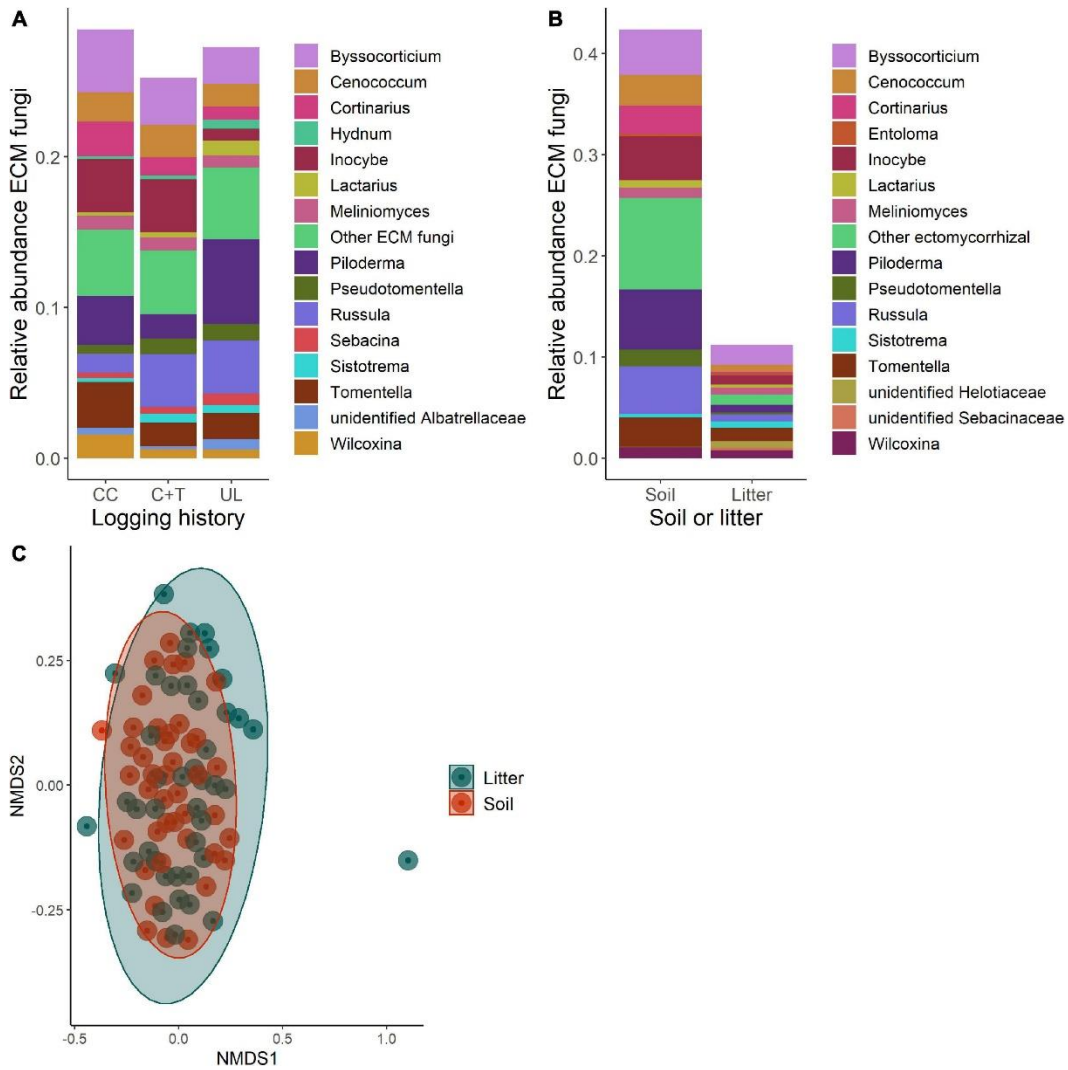 A
Relative abundance ECM fungi
0.2
0.1
0.0
CC
C+T
UL
Logging history
Byssocorticium
Cenococcum
Cortinarius
Hydnum
Inocybe
Lactarius
Meliniomyces
Other ECM fungi
Piloderma
Pseudotomentella
Russula
Sebacina
Sistotrema
Tomentella
unidentified Albatrellaceae
Wilcoxina
B
Relative abundance ECM fungi
0.4
0.3
0.2
0.1
0.0
Soil
Litter
Soil or litter
Byssocorticium
Cenococcum
Cortinarius
Entoloma
Inocybe
Lactarius
Meliniomyces
Other ectomycorrhizal
Piloderma
Pseudotomentella
Russula
Sistotrema
Tomentella
unidentified Helotiaceae
unidentified Sebacinaceae
Wilcoxina
C
NMDS2
0.25
0.00
-0.25
-0.5
0.0
0.5
1.0
NMDS1
Litter
Soil